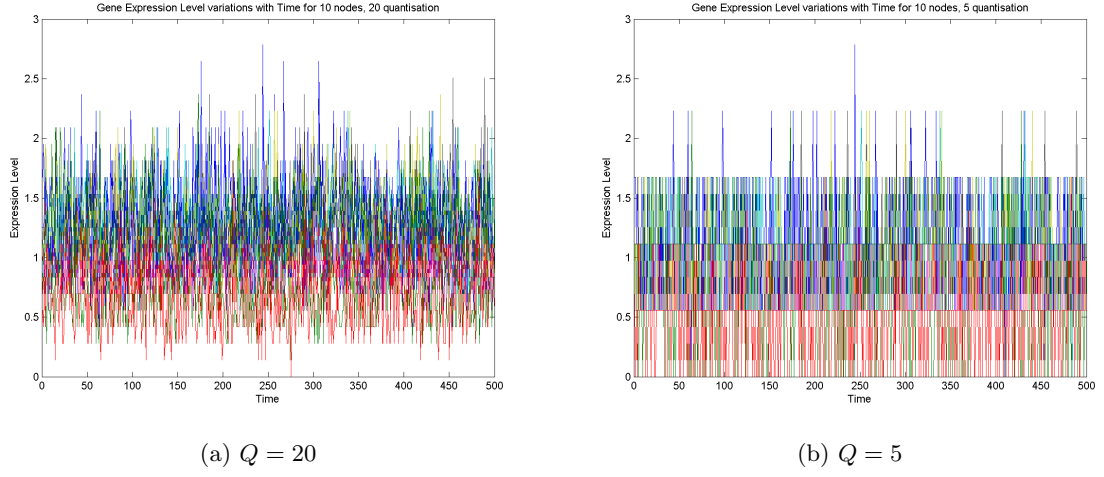 Gene Expression Level variations with Time for 10 nodes, 20 quantisation
3
2.5
2
1.5
1
0.5
0
Expression Level
0 50 100 150 200 250 300 350 400 450 500
Time
(a) Q = 20
Gene Expression Level variations with Time for 10 nodes, 5 quantisation
3
2.5
2
1.5
1
0.5
0
Expression Level
0 50 100 150 200 250 300 350 400 450 500
Time
(b) Q = 5